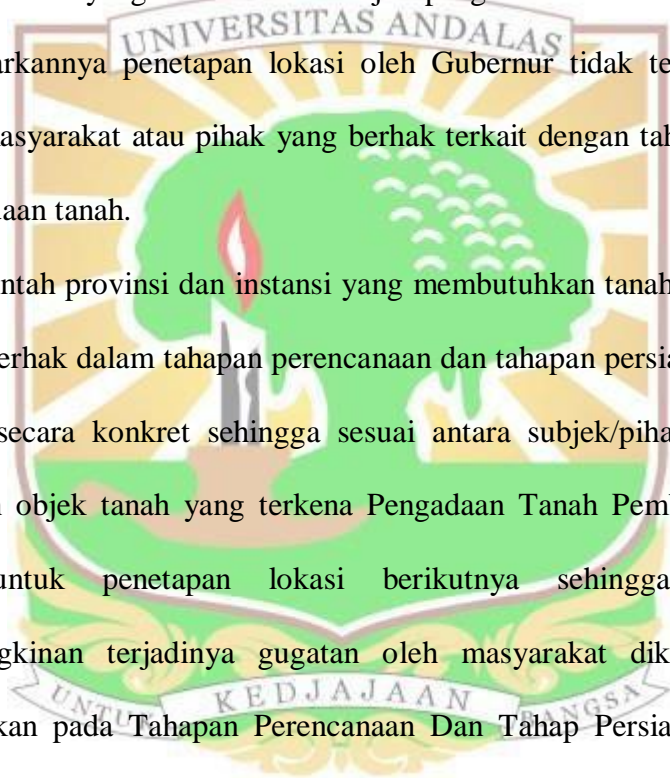 UNIVERSITAS ANDALAS
arkannya penetapan lokasi oleh Gubernur tidak te
masyarakat atau pihak yang berhak terkait dengan tah
daan tanah.
ntah provinsi dan instansi yang membutuhkan tanah
erhak dalam tahapan perencanaan dan tahapan persia
secara konkret sehingga sesuai antara subjek/piha
objek tanah yang terkena Pengadaan Tanah Pem
untuk penetapan lokasi berikutnya sehingga
gkinan terjadinya gugatan oleh masyarakat dik
kan pada Tahapan Perencanaan Dan Tahap Persia
UNTUK KEDJAJAAN BANGSA